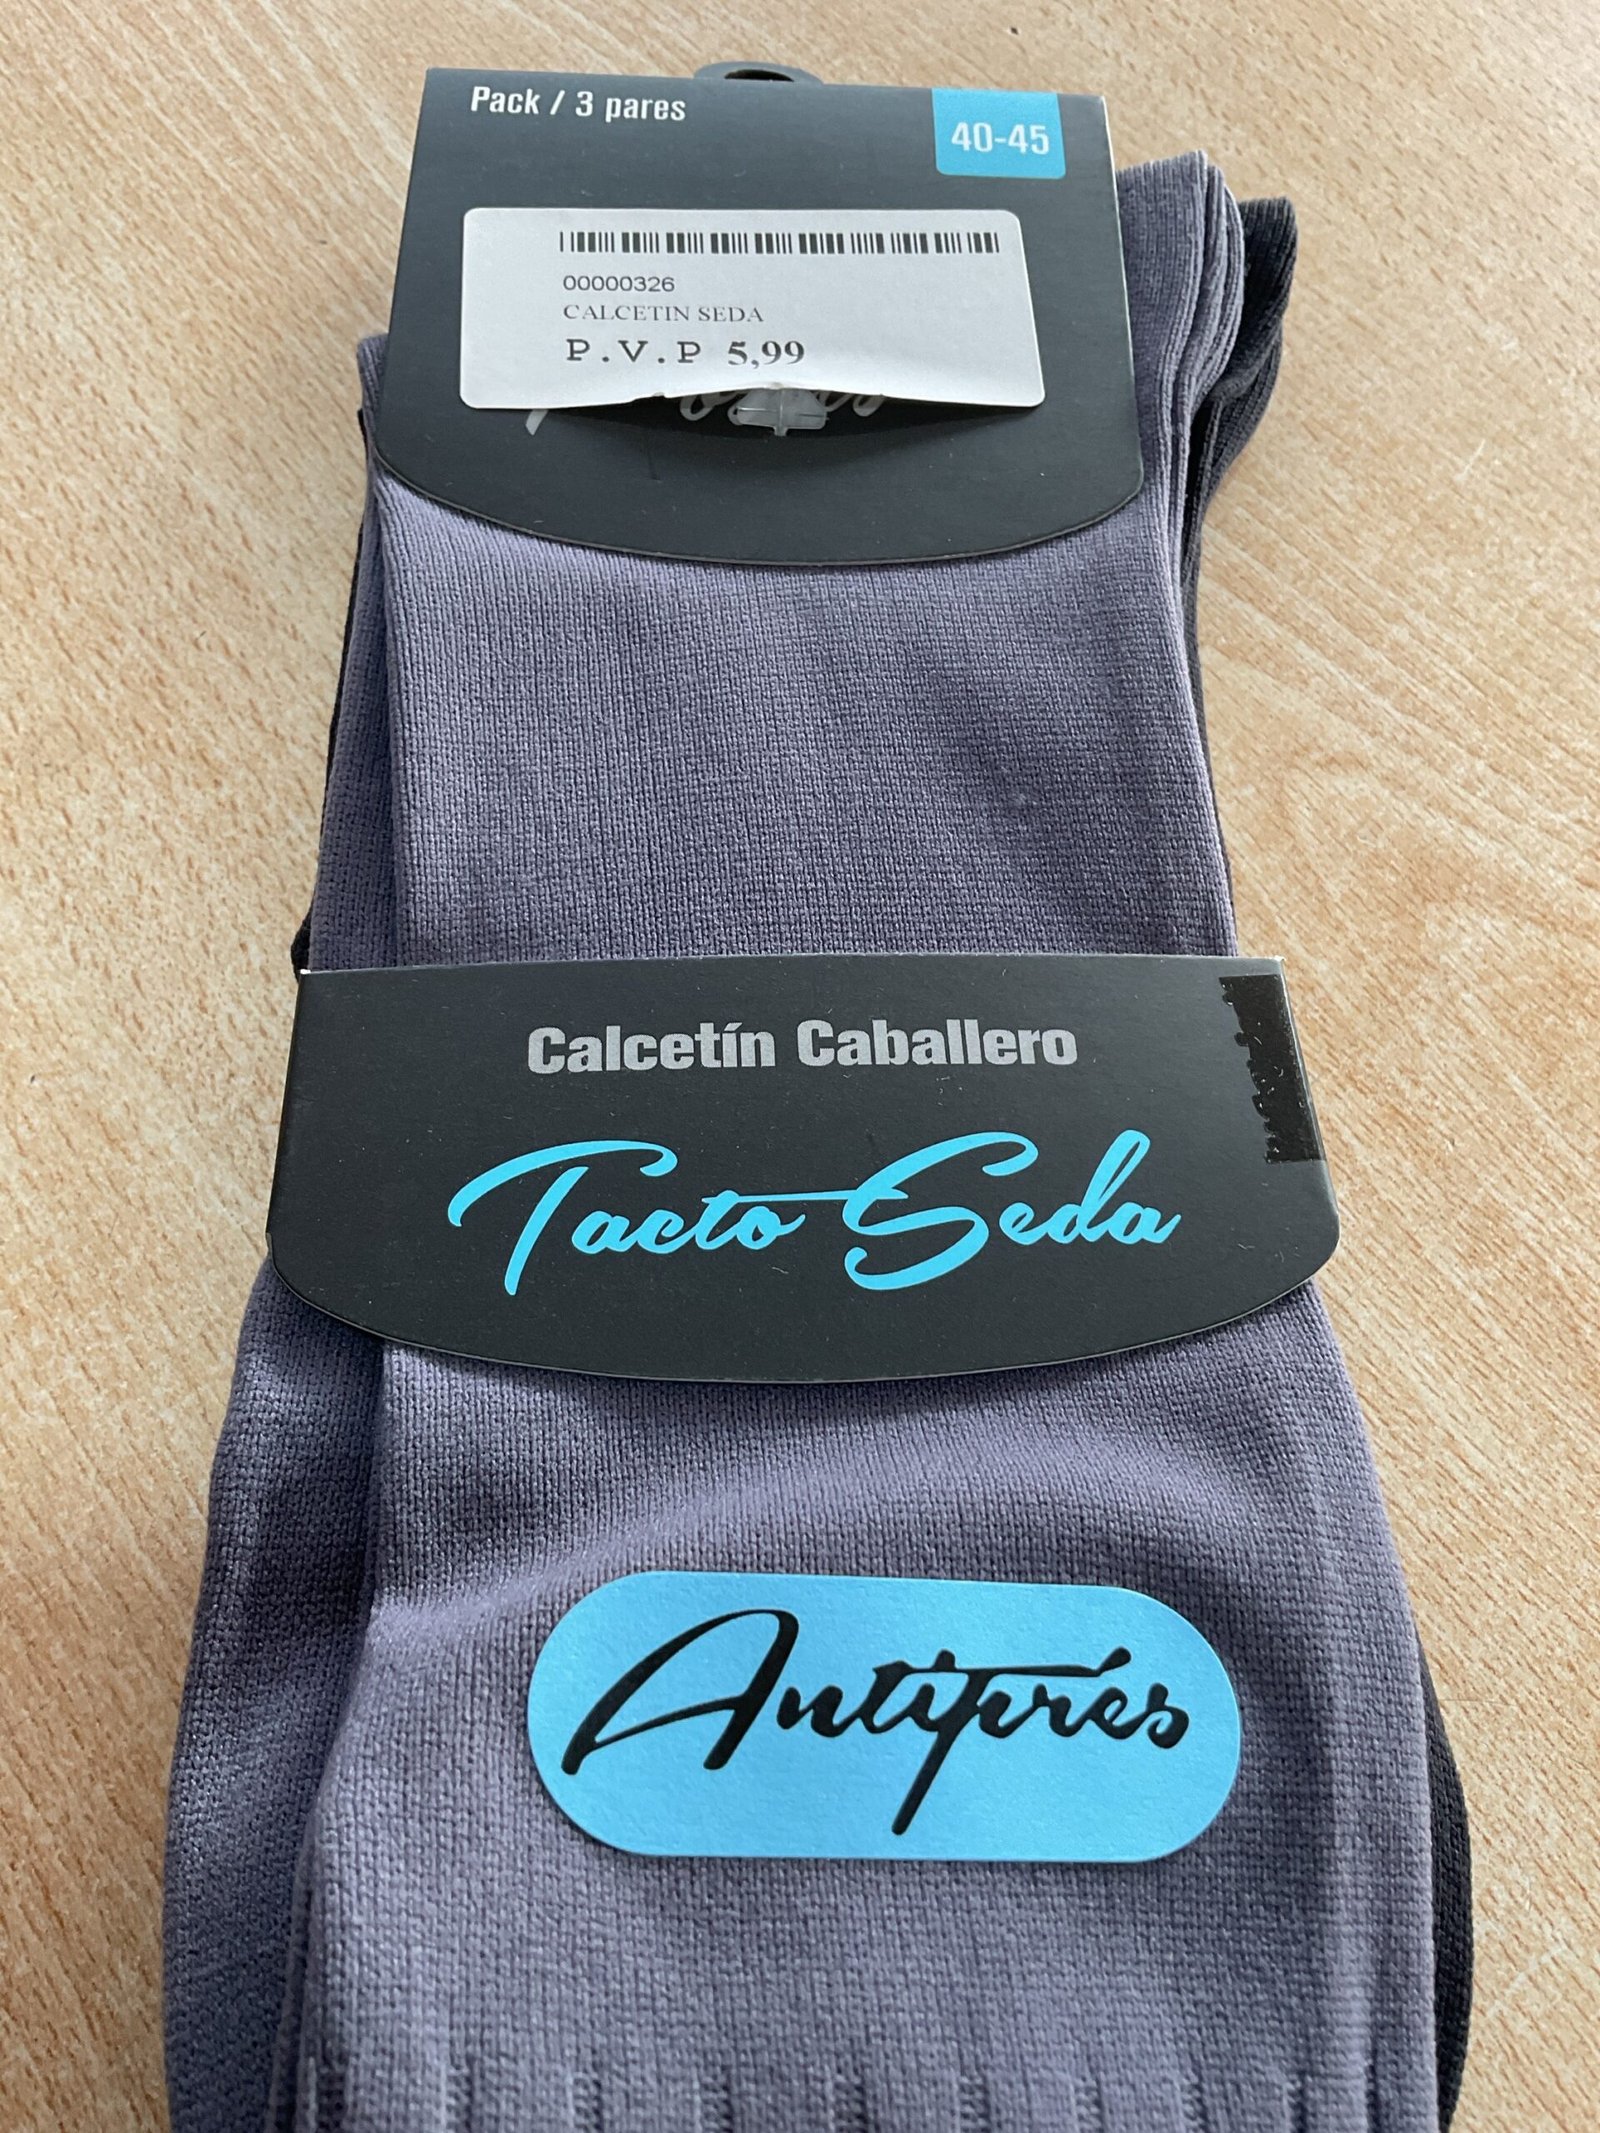 Pack / 3 pares
40-45
00000326
CALCETIN SEDA
P.V.P 5,99
Calcetín Caballero
Tacto Seda
Antiprés